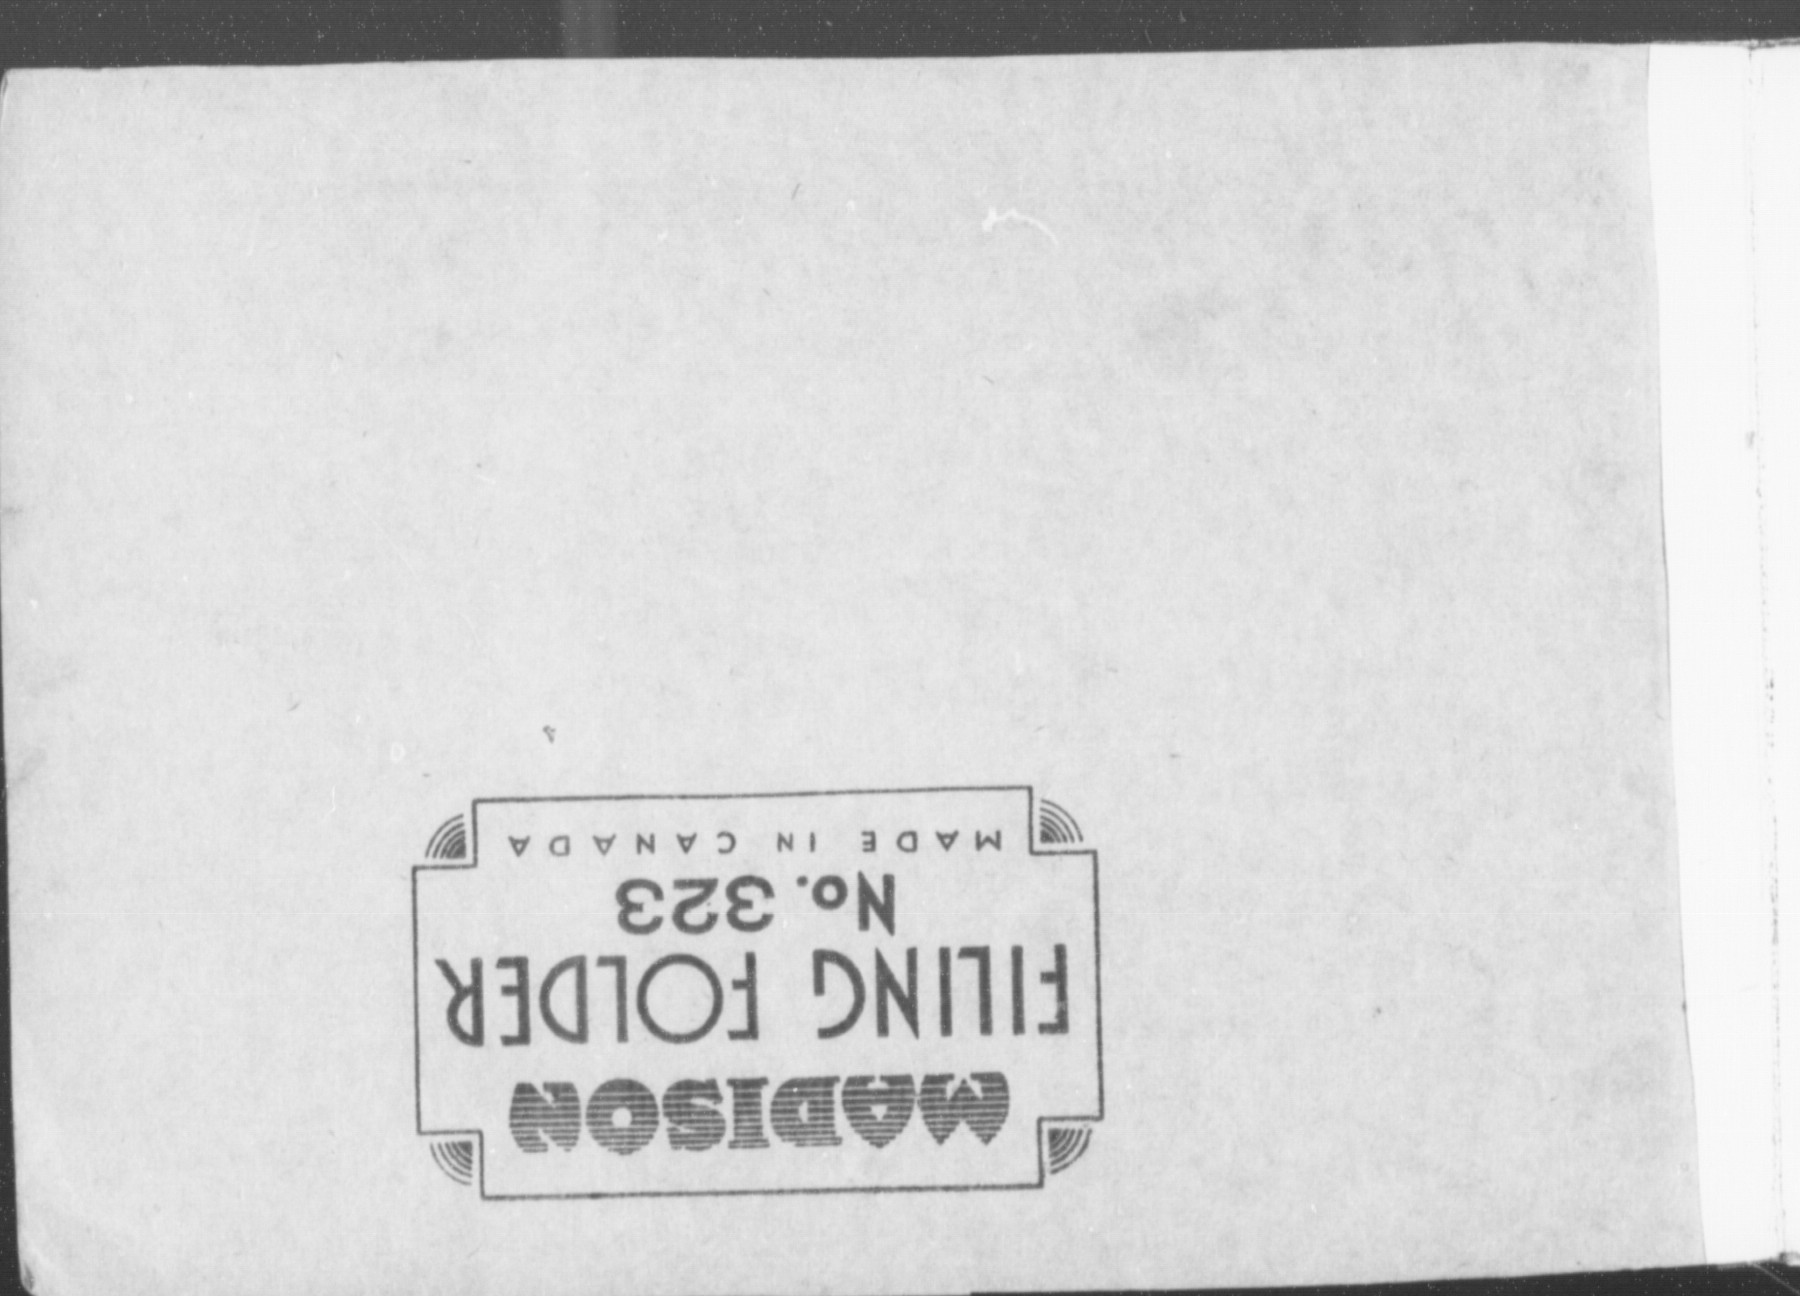 MADISON
FILING FOLDER
No. 323
MADE IN CANADA